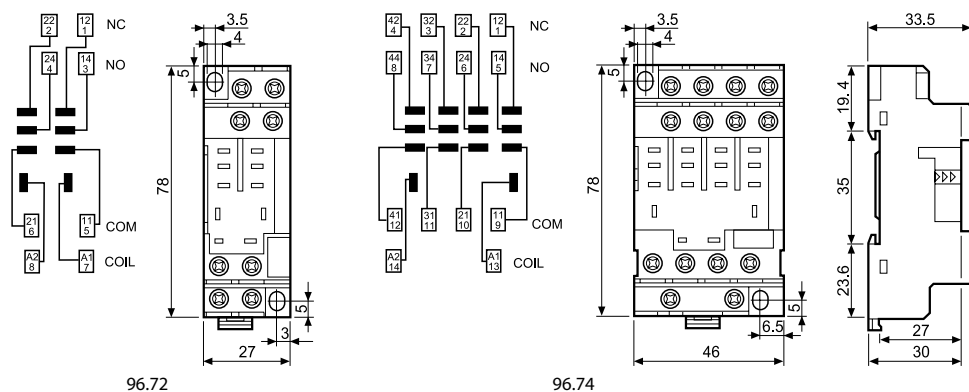 22 2 12 1 NC
24 4 14 3 NO
21 6 11 5 COM
A2 8 A1 7 COIL
3.5
4
5
78
5
3
27
96.72
42 4 32 3 22 2 12 1 NC
44 8 34 7 24 6 14 5 NO
41 12 31 11 21 10 11 9 COM
A2 14 A1 13 COIL
3.5
4
5
78
5
6.5
46
96.74
33.5
19.4
35
23.6
27
30